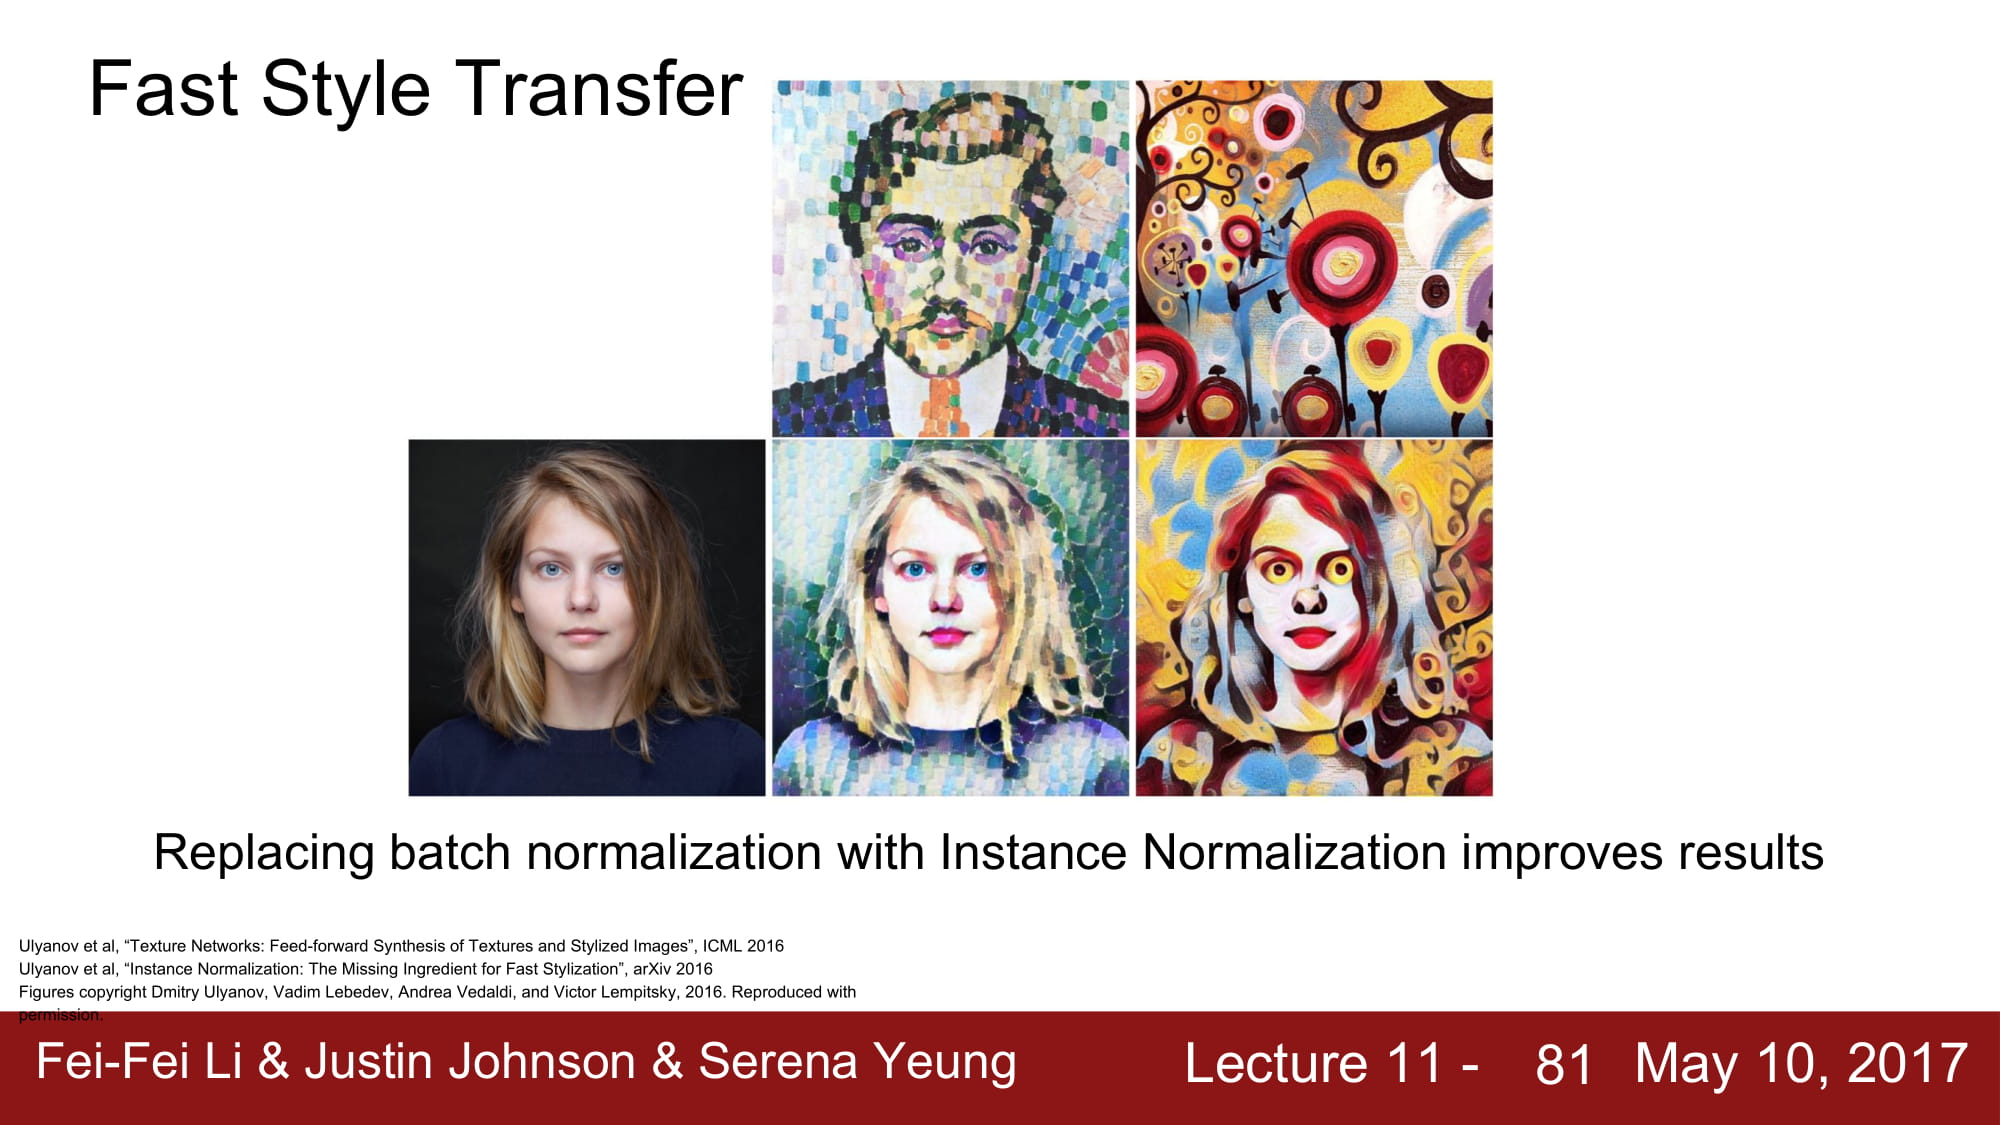 Fast Style Transfer
Replacing batch normalization with Instance Normalization improves results
Ulyanov et al, “Texture Networks: Feed-forward Synthesis of Textures and Stylized Images”, ICML 2016
Ulyanov et al, “Instance Normalization: The Missing Ingredient for Fast Stylization”, arXiv 2016
Figures copyright Dmitry Ulyanov, Vadim Lebedev, Andrea Vedaldi, and Victor Lempitsky, 2016. Reproduced with
permission.
Fei-Fei Li & Justin Johnson & Serena Yeung Lecture 11 - 81 May 10, 2017